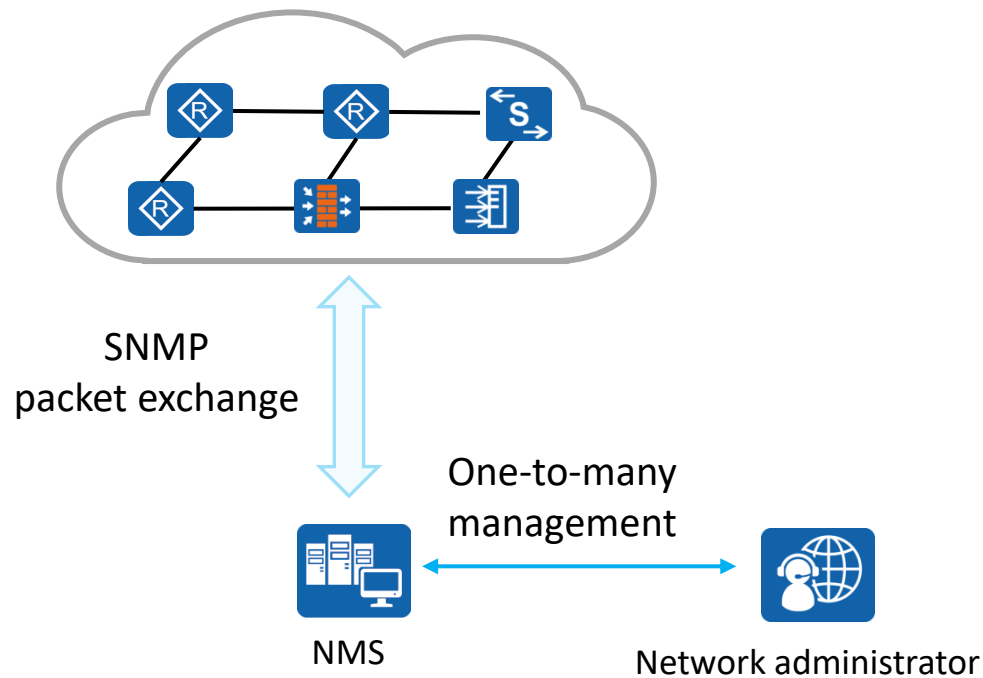 R
R
S
R
SNMP
packet exchange
One-to-many
management
NMS
Network administrator